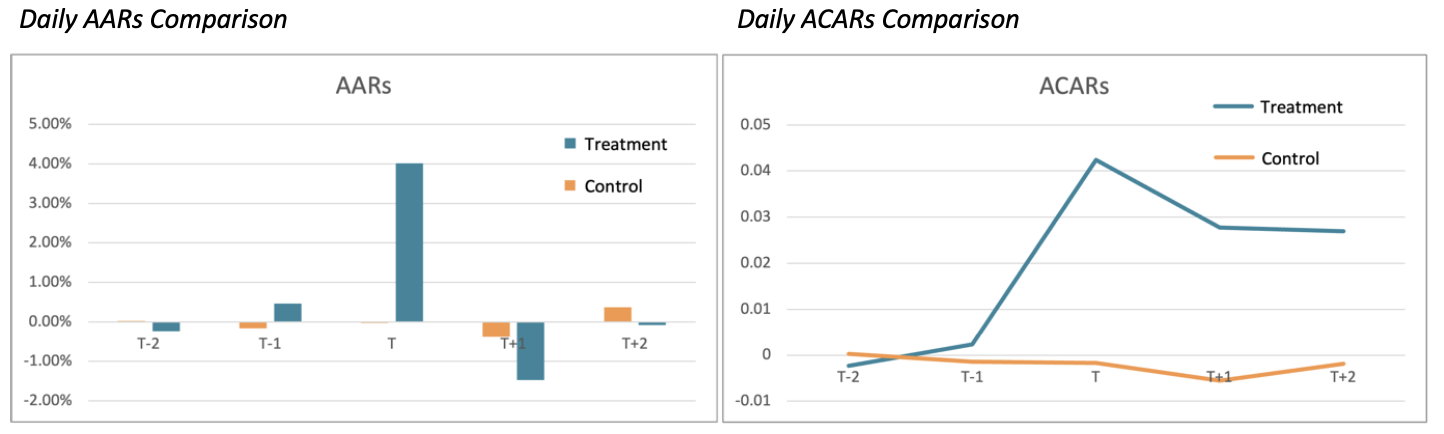 Daily AARs Comparison
AARs
5.00%
4.00%
3.00%
2.00%
1.00%
0.00%
-1.00%
-2.00%
Treatment
Control
T-2 T-1 T T+1 T+2
Daily ACARs Comparison
ACARs
Treatment
Control
0.05
0.04
0.03
0.02
0.01
0
-0.01
T-2 T-1 T T+1 T+2